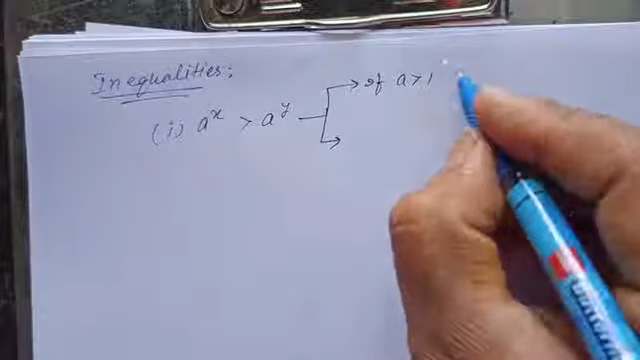 Inequalities:
(i) a^x > a^y → if a > 1